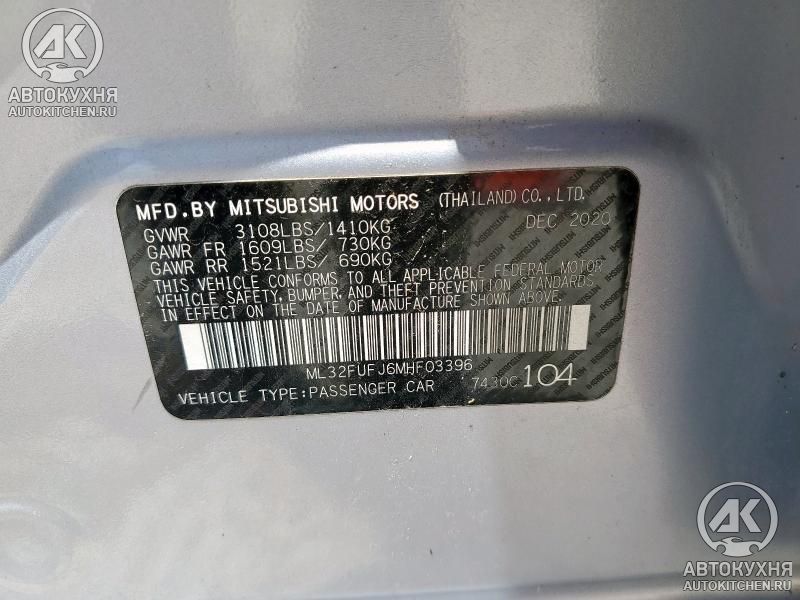 AK
АВТОКУХНЯ
AUTOKITCHEN.RU
MFD.BY MITSUBISHI MOTORS (THAILAND)CO.,LTD.
GVWR 3108LBS/1410KG DEC 2020
GAWR FR 1609LBS/ 730KG
GAWR RR 1521LBS/ 690KG
THIS VEHICLE CONFORMS TO ALL APPLICABLE FEDERAL MOTOR
VEHICLE SAFETY,BUMPER,AND THEFT PREVENTION STANDARDS
IN EFFECT ON THE DATE OF MANUFACTURE SHOWN ABOVE.
ML32FUFJ6MHF03396
VEHICLE TYPE:PASSENGER CAR 7430C 104
AK
АВТОКУХНЯ
AUTOKITCHEN.RU